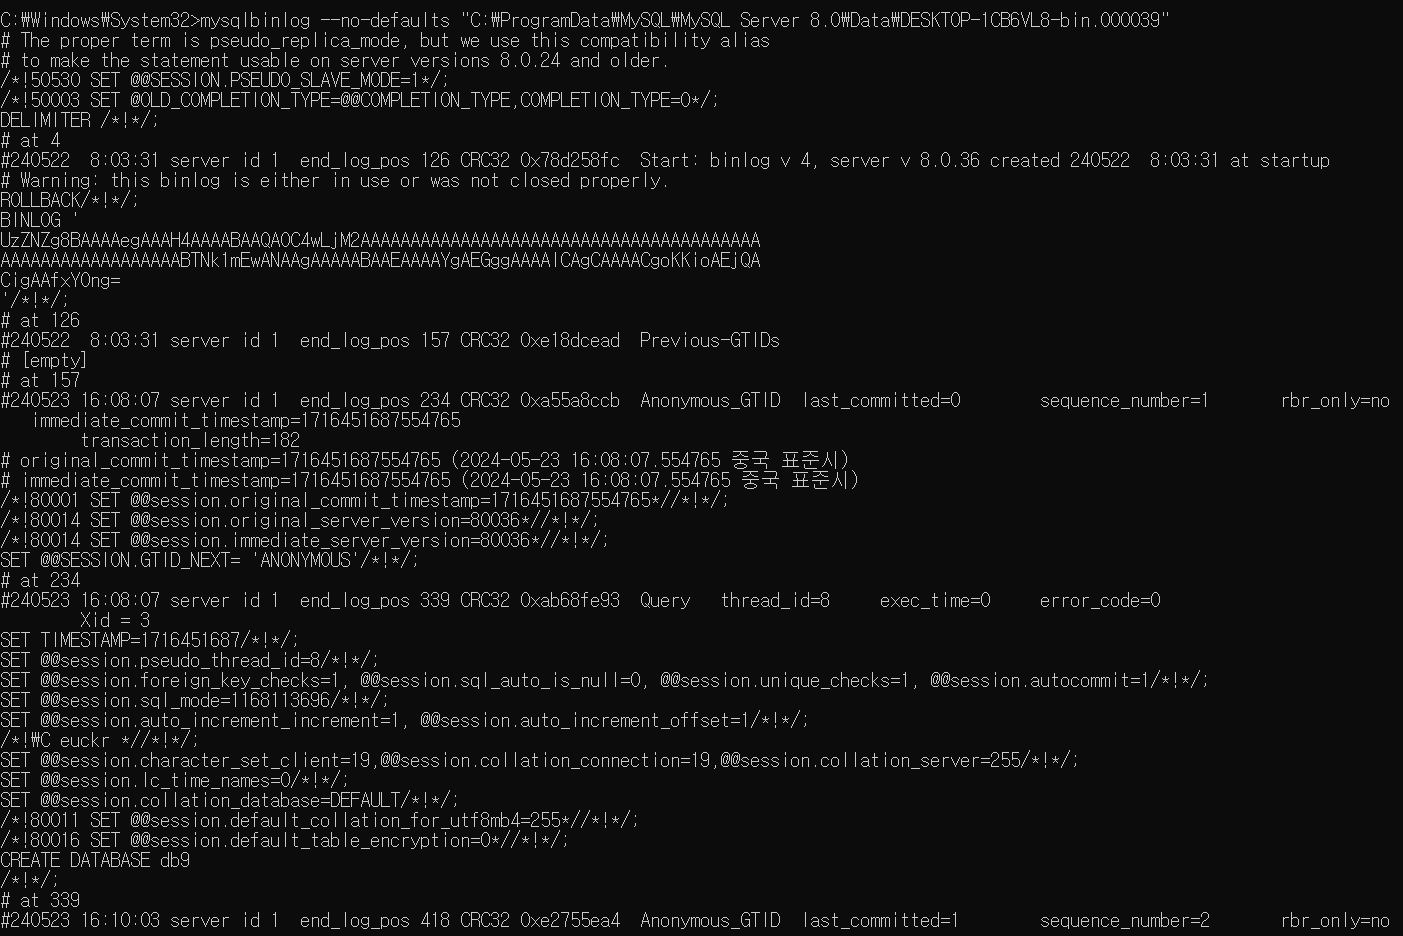 C:₩Windows₩System32>mysqlbinlog --no-defaults "C:₩ProgramData₩MySQL₩MySQL Server 8.0₩Data₩DESKTOP-1CB6VL8-bin.000039"
# The proper term is pseudo_replica_mode, but we use this compatibility alias
# to make the statement usable on server versions 8.0.24 and older.
/*!50530 SET @@SESSION.PSEUDO_SLAVE_MODE=1*/;
/*!50003 SET @OLD_COMPLETION_TYPE=@@COMPLETION_TYPE,COMPLETION_TYPE=0*/;
DELIMITER /*!*/;
# at 4
#240522  8:03:31 server id 1  end_log_pos 126 CRC32 0x78d258fc  Start: binlog v 4, server v 8.0.36 created 240522  8:03:31 at startup
# Warning: this binlog is either in use or was not closed properly.
ROLLBACK/*!*/;
BINLOG '
UzZNZg8BAAAAegAAAH4AAAABAAQAOC4wLjM2AAAAAAAAAAAAAAAAAAAAAAAAAAAAAAAAAAAAAAAA
AAAAAAAAAAAAAAAAAABTNk1mEwANAAgAAAAABAAEAAAAYgAEGggAAAAICAgCAAAACgoKKioAEjQA
CigAAfxYOng=
'/*!*/;
# at 126
#240522  8:03:31 server id 1  end_log_pos 157 CRC32 0xe18dcead  Previous-GTIDs
# [empty]
# at 157
#240523 16:08:07 server id 1  end_log_pos 234 CRC32 0xa55a8ccb  Anonymous_GTID  last_committed=0        sequence_number=1       rbr_only=no
immediate_commit_timestamp=1716451687554765
transaction_length=182
# original_commit_timestamp=1716451687554765 (2024-05-23 16:08:07.554765 중국 표준시)
# immediate_commit_timestamp=1716451687554765 (2024-05-23 16:08:07.554765 중국 표준시)
/*!80001 SET @@session.original_commit_timestamp=1716451687554765*//*!*/;
/*!80014 SET @@session.original_server_version=80036*//*!*/;
/*!80014 SET @@session.immediate_server_version=80036*//*!*/;
SET @@SESSION.GTID_NEXT= 'ANONYMOUS'/*!*/;
# at 234
#240523 16:08:07 server id 1  end_log_pos 339 CRC32 0xab68fe93  Query   thread_id=8     exec_time=0     error_code=0
Xid = 3
SET TIMESTAMP=1716451687/*!*/;
SET @@session.pseudo_thread_id=8/*!*/;
SET @@session.foreign_key_checks=1, @@session.sql_auto_is_null=0, @@session.unique_checks=1, @@session.autocommit=1/*!*/;
SET @@session.sql_mode=1168113696/*!*/;
SET @@session.auto_increment_increment=1, @@session.auto_increment_offset=1/*!*/;
/*!₩C euckr *//*!*/;
SET @@session.character_set_client=19,@@session.collation_connection=19,@@session.collation_server=255/*!*/;
SET @@session.lc_time_names=0/*!*/;
SET @@session.collation_database=DEFAULT/*!*/;
/*!80011 SET @@session.default_collation_for_utf8mb4=255*//*!*/;
/*!80016 SET @@session.default_table_encryption=0*//*!*/;
CREATE DATABASE db9
/*!*/;
# at 339
#240523 16:10:03 server id 1  end_log_pos 418 CRC32 0xe2755ea4  Anonymous_GTID  last_committed=1        sequence_number=2       rbr_only=no